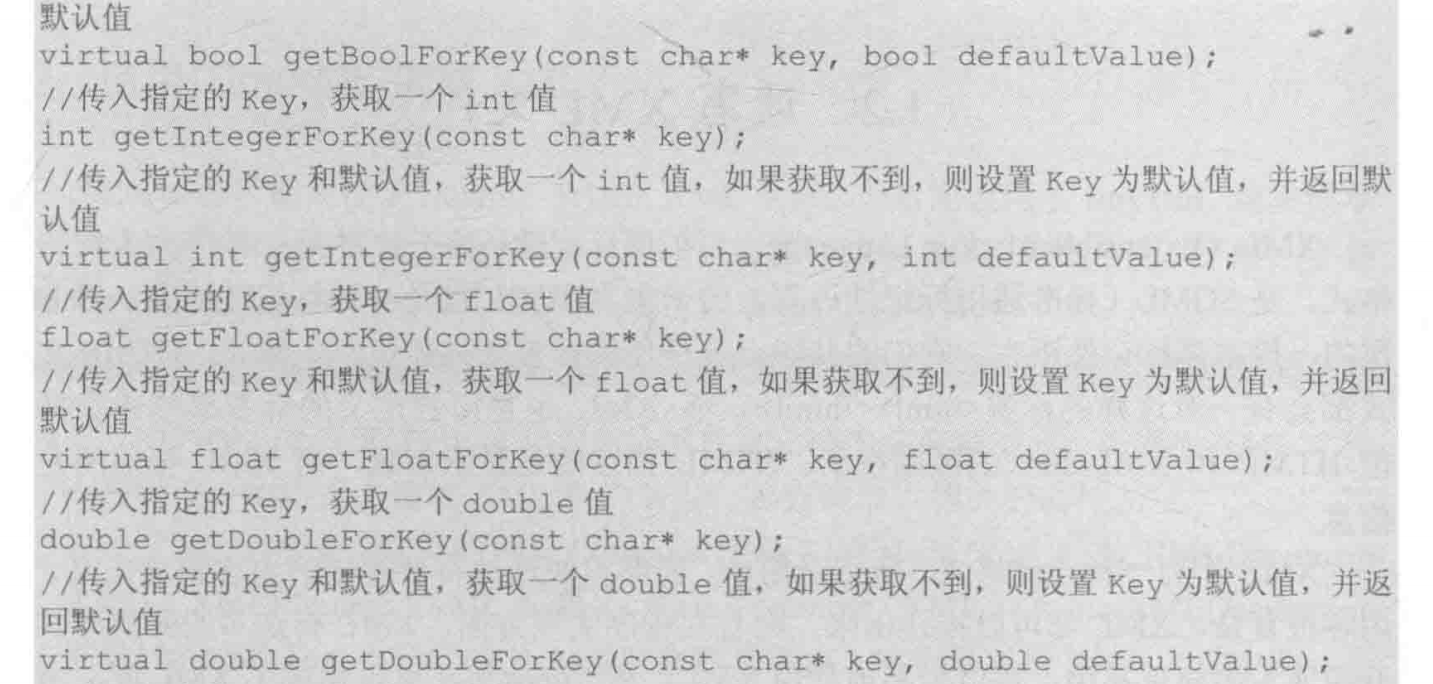 默认值
virtual bool getBoolForKey(const char* key, bool defaultValue);
//传入指定的 Key，获取一个 int 值
int getIntegerForKey(const char* key);
//传入指定的 Key 和默认值，获取一个 int 值，如果获取不到，则设置 Key 为默认值，并返回默
认值
virtual int getIntegerForKey(const char* key, int defaultValue);
//传入指定的 Key，获取一个 float 值
float getFloatForKey(const char* key);
//传入指定的 Key 和默认值，获取一个 float 值，如果获取不到，则设置 Key 为默认值，并返回
默认值
virtual float getFloatForKey(const char* key, float defaultValue);
//传入指定的 Key，获取一个 double 值
double getDoubleForKey(const char* key);
//传入指定的 Key 和默认值，获取一个 double 值，如果获取不到，则设置 Key 为默认值，并返
回默认值
virtual double getDoubleForKey(const char* key, double defaultValue);